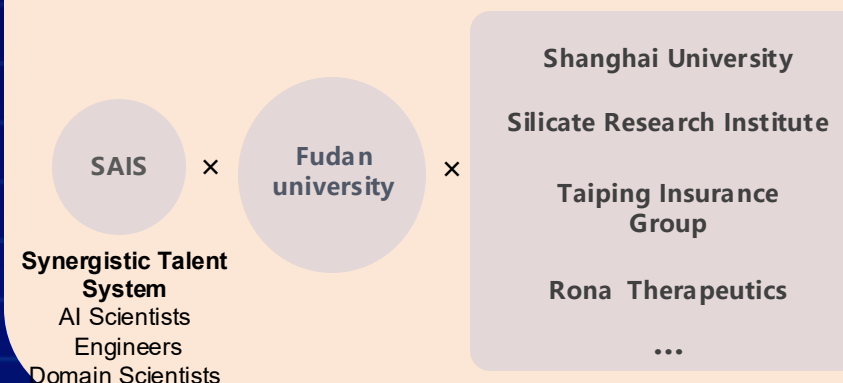 SAIS
×
Fudan
university
×
Shanghai University
Silicate Research Institute
Taiping Insurance
Group
Rona Therapeutics
...
Synergistic Talent
System
AI Scientists
Engineers
Domain Scientists